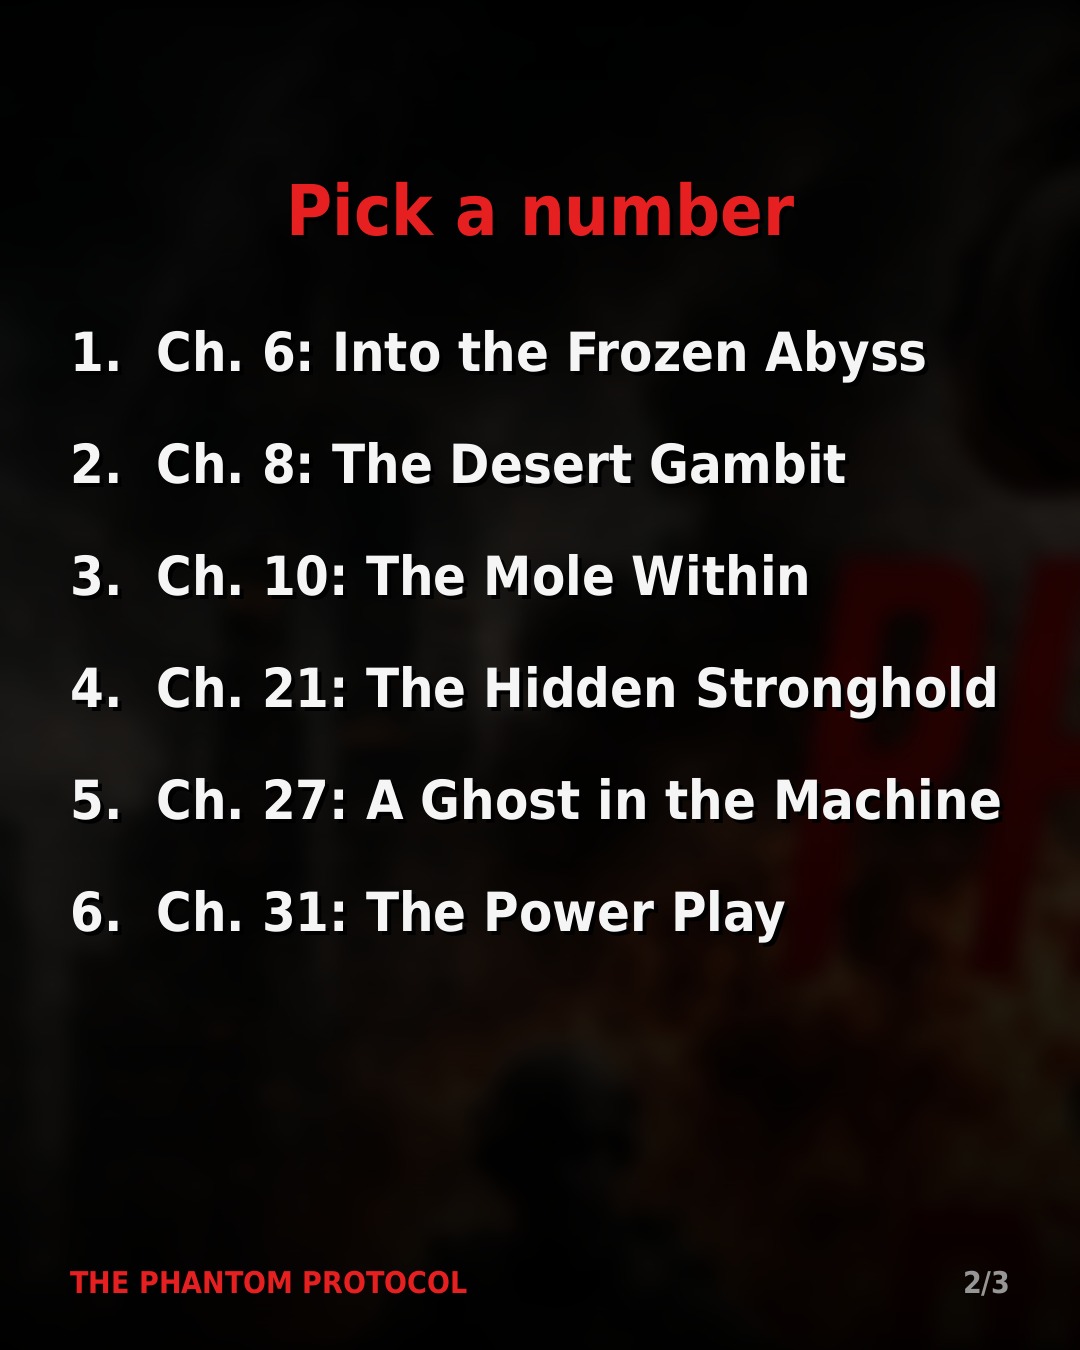 Pick a number
1. Ch. 6: Into the Frozen Abyss
2. Ch. 8: The Desert Gambit
3. Ch. 10: The Mole Within
4. Ch. 21: The Hidden Stronghold
5. Ch. 27: A Ghost in the Machine
6. Ch. 31: The Power Play
THE PHANTOM PROTOCOL 2/3